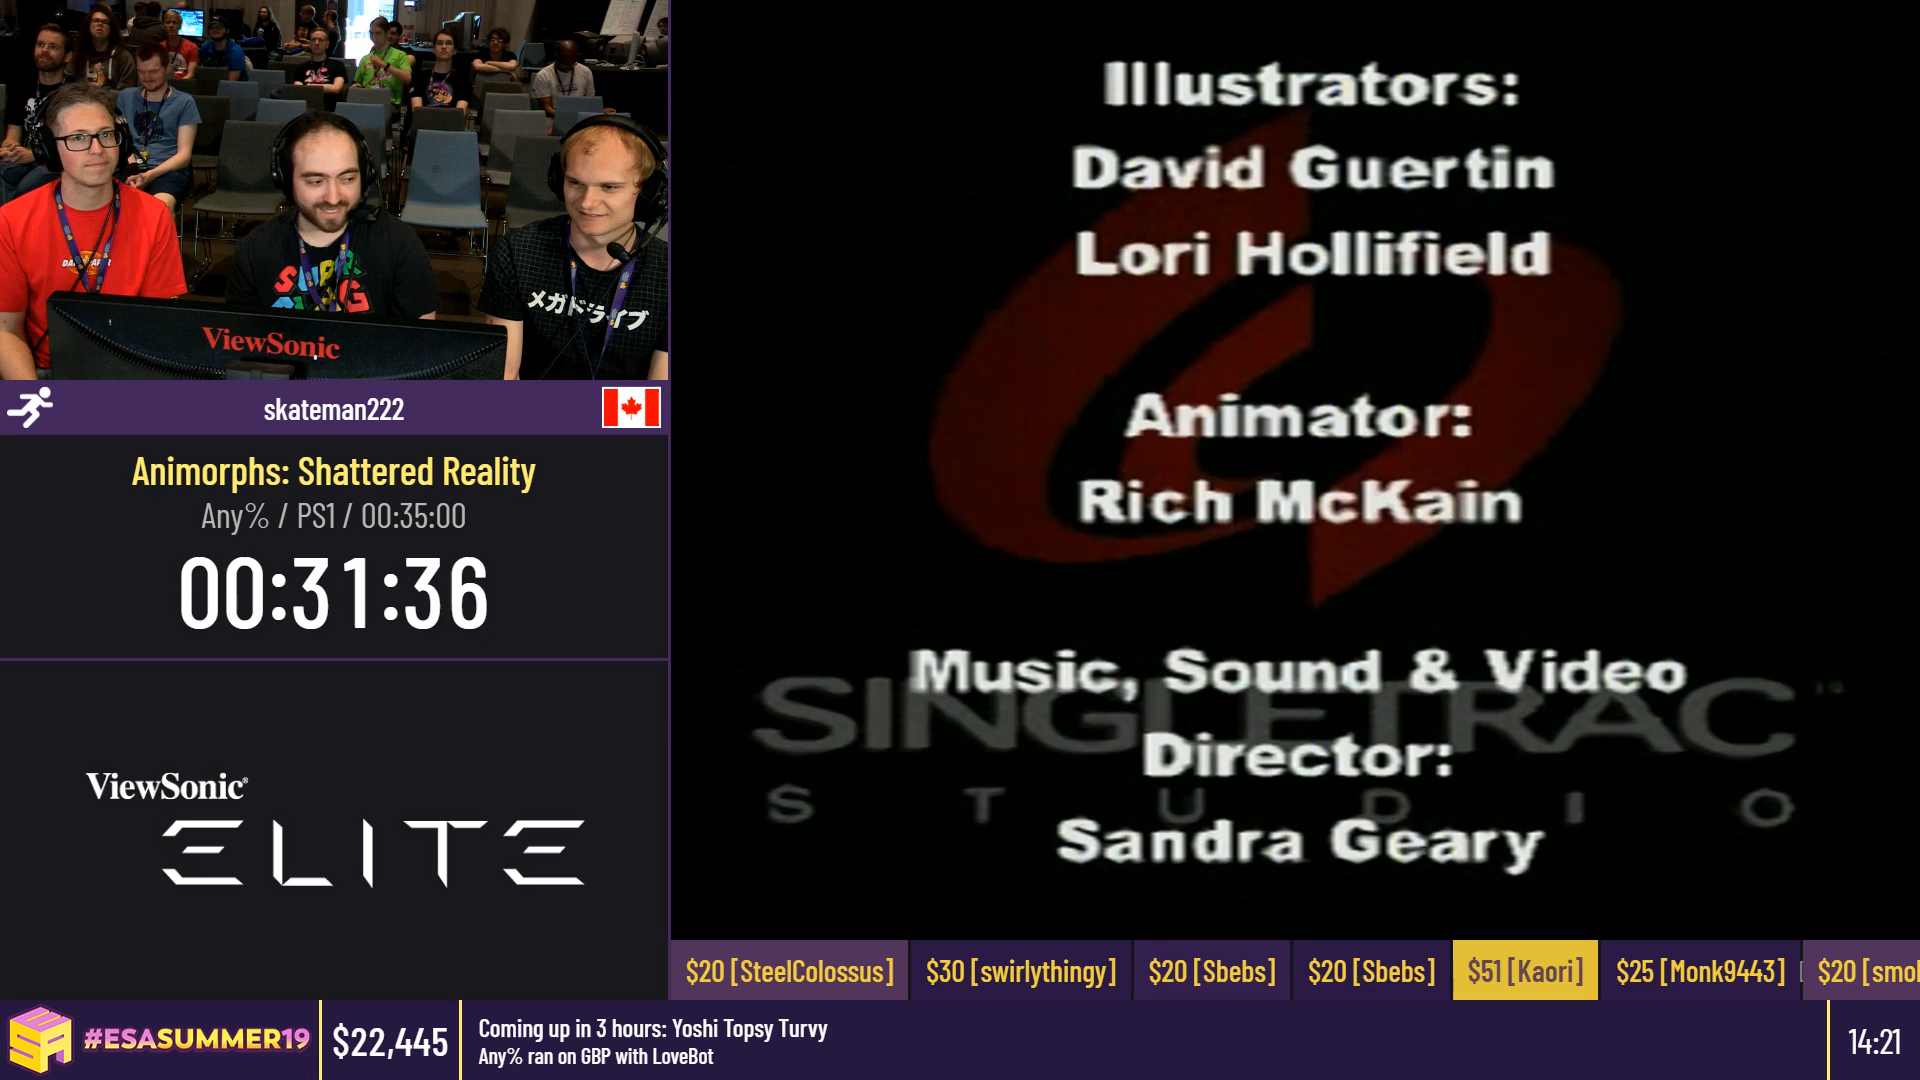 ViewSonic
メガドライブ
skateman222
Animorphs: Shattered Reality
Any% / PS1 / 00:35:00
00:31:36
ViewSonic
ELITE
Illustrators:
David Guertin
Lori Hollifield
Animator:
Rich McKain
Music, Sound & Video
SINGLETRAC
Director:
STUDIO
Sandra Geary
$20 [SteelColossus]
$30 [swirlythingy]
$20 [Sbebs]
$20 [Sbebs]
$51 [Kaori]
$25 [Monk9443]
$20 [smol
#ESASUMMER19
$22,445
Coming up in 3 hours: Yoshi Topsy Turvy
Any% ran on GBP with LoveBot
14:21